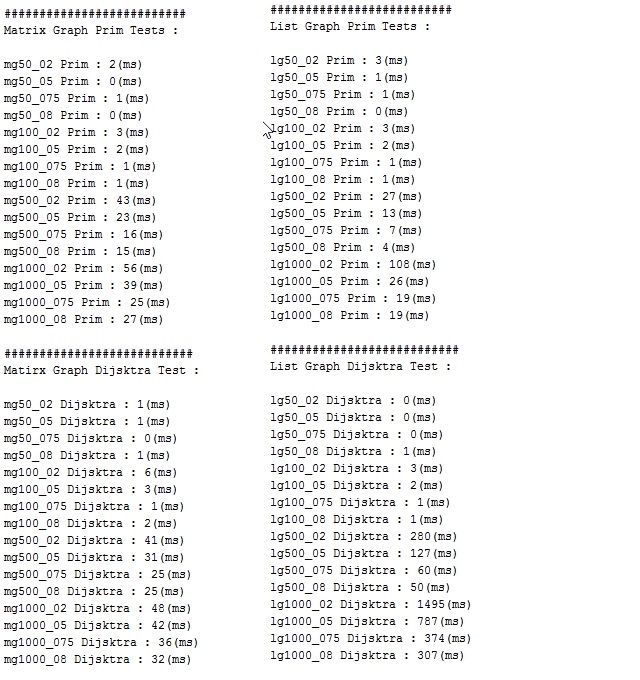 ##########################
Matrix Graph Prim Tests :
mg50_02 Prim : 2(ms)
mg50_05 Prim : 0(ms)
mg50_075 Prim : 1(ms)
mg50_08 Prim : 0(ms)
mg100_02 Prim : 3(ms)
mg100_05 Prim : 2(ms)
mg100_075 Prim : 1(ms)
mg100_08 Prim : 1(ms)
mg500_02 Prim : 43(ms)
mg500_05 Prim : 23(ms)
mg500_075 Prim : 16(ms)
mg500_08 Prim : 15(ms)
mg1000_02 Prim : 56(ms)
mg1000_05 Prim : 39(ms)
mg1000_075 Prim : 25(ms)
mg1000_08 Prim : 27(ms)
###########################
Matirx Graph Dijsktra Test :
mg50_02 Dijsktra : 1(ms)
mg50_05 Dijsktra : 1(ms)
mg50_075 Dijsktra : 0(ms)
mg50_08 Dijsktra : 1(ms)
mg100_02 Dijsktra : 6(ms)
mg100_05 Dijsktra : 3(ms)
mg100_075 Dijsktra : 1(ms)
mg100_08 Dijsktra : 2(ms)
mg500_02 Dijsktra : 41(ms)
mg500_05 Dijsktra : 31(ms)
mg500_075 Dijsktra : 25(ms)
mg500_08 Dijsktra : 25(ms)
mg1000_02 Dijsktra : 48(ms)
mg1000_05 Dijsktra : 42(ms)
mg1000_075 Dijsktra : 36(ms)
mg1000_08 Dijsktra : 32(ms)
##########################
List Graph Prim Tests :
lg50_02 Prim : 3(ms)
lg50_05 Prim : 1(ms)
lg50_075 Prim : 1(ms)
lg50_08 Prim : 0(ms)
lg100_02 Prim : 3(ms)
lg100_05 Prim : 2(ms)
lg100_075 Prim : 1(ms)
lg100_08 Prim : 1(ms)
lg500_02 Prim : 27(ms)
lg500_05 Prim : 13(ms)
lg500_075 Prim : 7(ms)
lg500_08 Prim : 4(ms)
lg1000_02 Prim : 108(ms)
lg1000_05 Prim : 26(ms)
lg1000_075 Prim : 19(ms)
lg1000_08 Prim : 19(ms)
###########################
List Graph Dijsktra Test :
lg50_02 Dijsktra : 0(ms)
lg50_05 Dijsktra : 0(ms)
lg50_075 Dijsktra : 0(ms)
lg50_08 Dijsktra : 1(ms)
lg100_02 Dijsktra : 3(ms)
lg100_05 Dijsktra : 2(ms)
lg100_075 Dijsktra : 1(ms)
lg100_08 Dijsktra : 1(ms)
lg500_02 Dijsktra : 280(ms)
lg500_05 Dijsktra : 127(ms)
lg500_075 Dijsktra : 60(ms)
lg500_08 Dijsktra : 50(ms)
lg1000_02 Dijsktra : 1495(ms)
lg1000_05 Dijsktra : 787(ms)
lg1000_075 Dijsktra : 374(ms)
lg1000_08 Dijsktra : 307(ms)